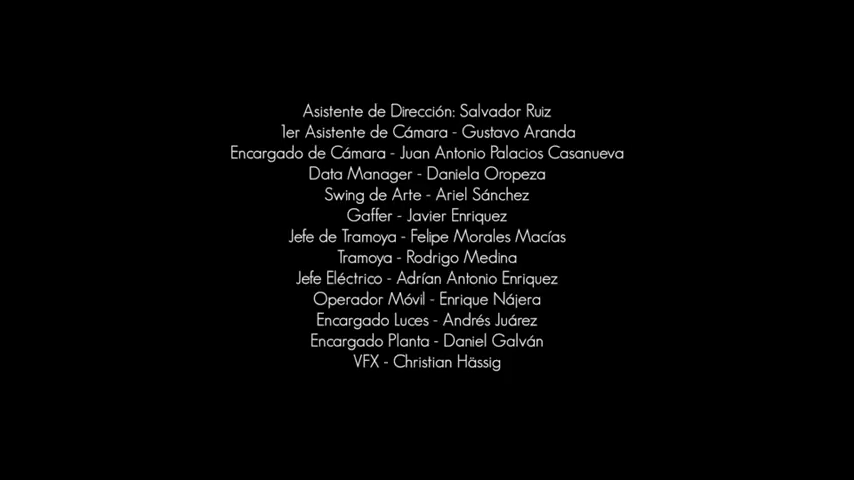 Asistente de Dirección: Salvador Ruiz
1er Asistente de Cámara - Gustavo Aranda
Encargado de Cámara - Juan Antonio Palacios Casanueva
Data Manager - Daniela Oropeza
Swing de Arte - Ariel Sánchez
Gaffer - Javier Enriquez
Jefe de Tramoya - Felipe Morales Macías
Tramoya - Rodrigo Medina
Jefe Eléctrico - Adrían Antonio Enriquez
Operador Móvil - Enrique Nájera
Encargado Luces - Andrés Juárez
Encargado Planta - Daniel Galván
VFX - Christian Hässig